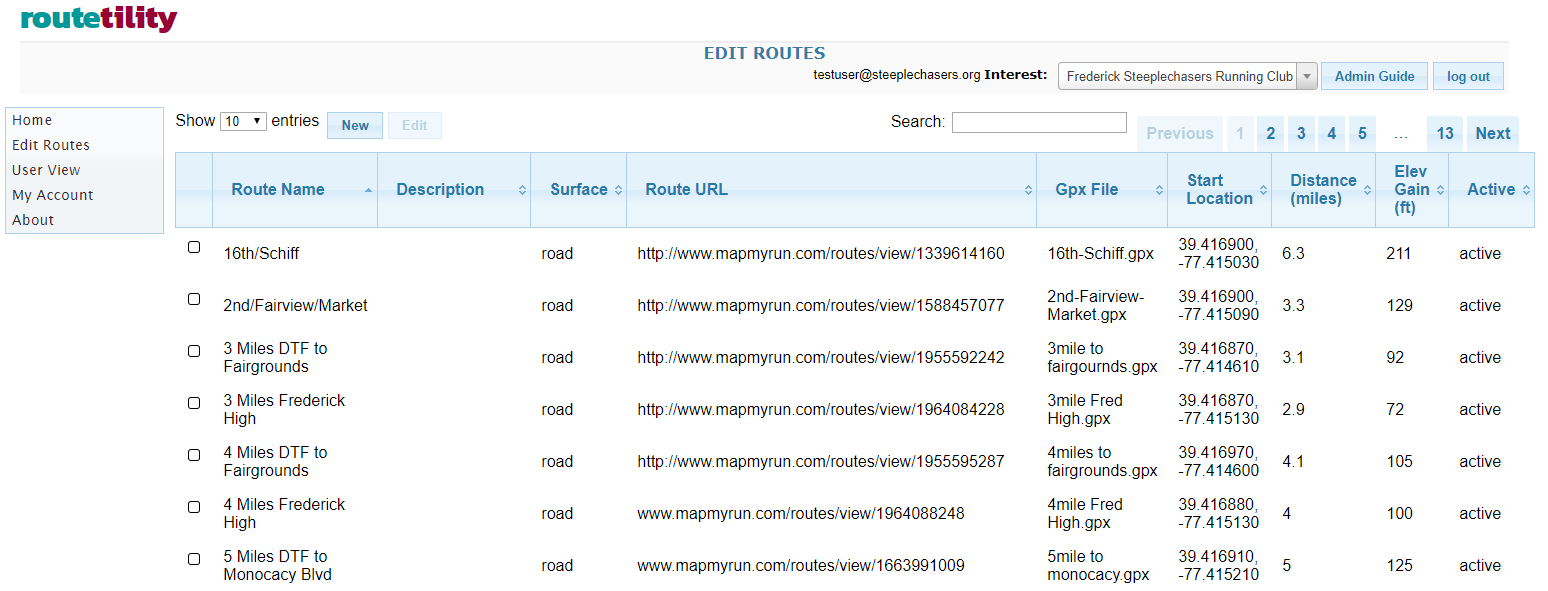 routetility
EDIT ROUTES
testuser@steeplechasers.org Interest: Frederick Steeplechasers Running Club Admin Guide log out
Home
Edit Routes
User View
My Account
About
Show 10 entries New Edit Search: Previous 1 2 3 4 5 ... 13 Next
Route Name Description Surface Route URL Gpx File Start Location Distance (miles) Elev Gain (ft) Active
16th/Schiff road http://www.mapmyrun.com/routes/view/1339614160 16th-Schiff.gpx 39.416900, -77.415030 6.3 211 active
2nd/Fairview/Market road http://www.mapmyrun.com/routes/view/1588457077 2nd-Fairview-Market.gpx 39.416900, -77.415090 3.3 129 active
3 Miles DTF to Fairgrounds road http://www.mapmyrun.com/routes/view/1955592242 3mile to fairgournds.gpx 39.416870, -77.414610 3.1 92 active
3 Miles Frederick High road http://www.mapmyrun.com/routes/view/1964084228 3mile Fred High.gpx 39.416870, -77.415130 2.9 72 active
4 Miles DTF to Fairgrounds road http://www.mapmyrun.com/routes/view/1955595287 4miles to fairgrounds.gpx 39.416970, -77.414600 4.1 105 active
4 Miles Frederick High road www.mapmyrun.com/routes/view/1964088248 4mile Fred High.gpx 39.416880, -77.415130 4 100 active
5 Miles DTF to Monocacy Blvd road www.mapmyrun.com/routes/view/1663991009 5mile to monocacy.gpx 39.416910, -77.415210 5 125 active